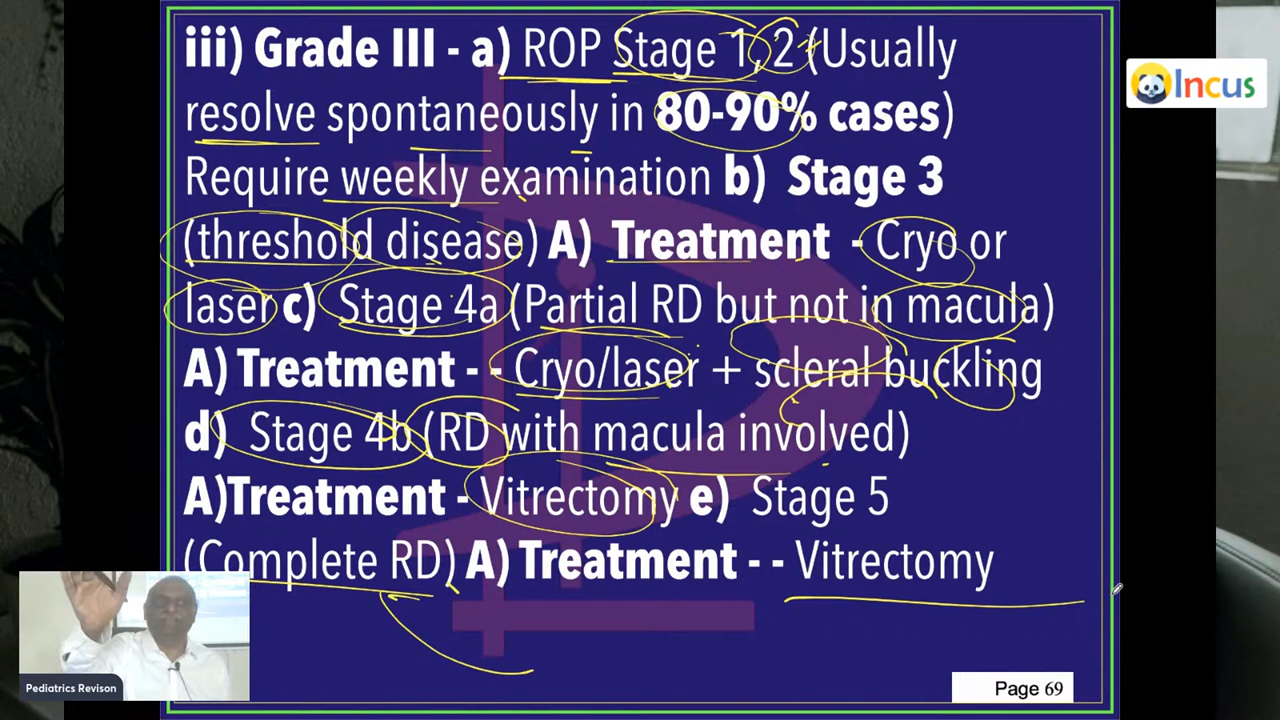 iii) Grade III - a) ROP Stage 1, 2 (Usually
resolve spontaneously in 80-90% cases)
Require weekly examination b) Stage 3
(threshold disease) A) Treatment - Cryo or
laser c) Stage 4a (Partial RD but not in macula)
A) Treatment - - Cryo/laser + scleral buckling
d) Stage 4b (RD with macula involved)
A)Treatment - Vitrectomy e) Stage 5
(Complete RD) A) Treatment - - Vitrectomy
Incus
Pediatrics Revison
Page 69